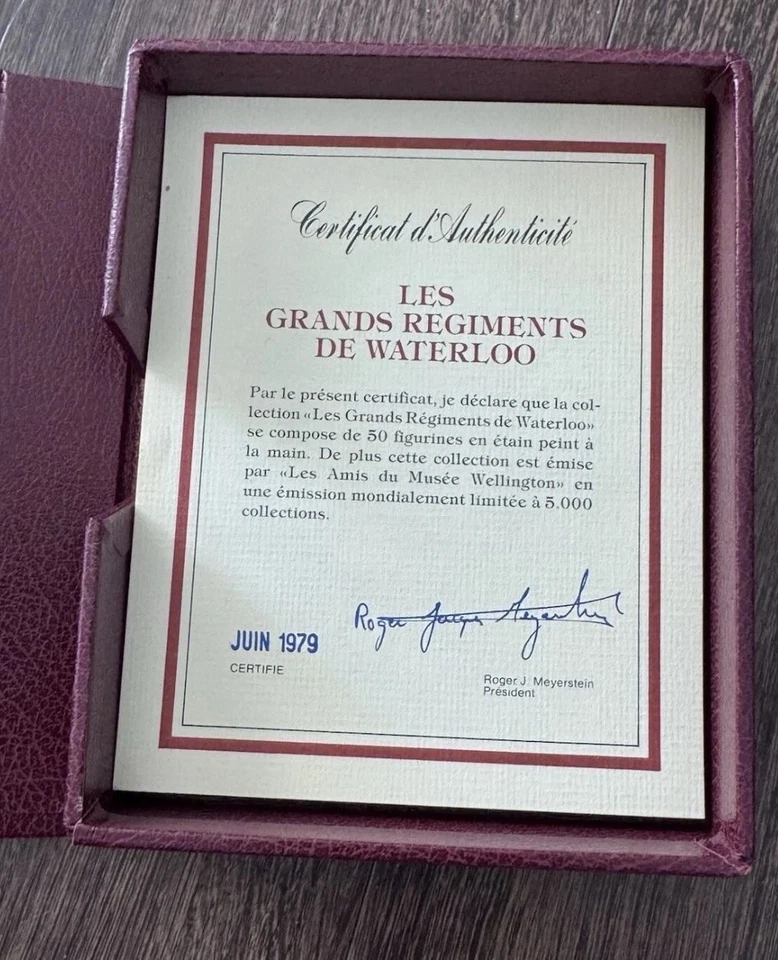 Certificat d'Authenticité
LES
GRANDS REGIMENTS
DE WATERLOO
Par le présent certificat, je déclare que la col-
lection «Les Grands Régiments de Waterloo»
se compose de 50 figurines en étain peint à
la main. De plus cette collection est émise
par «Les Amis du Musée Wellington» en
une émission mondialement limitée à 5.000
collections.
Roger Jacques Meyerstein
JUIN 1979
CERTIFIE
Roger J. Meyerstein
Président